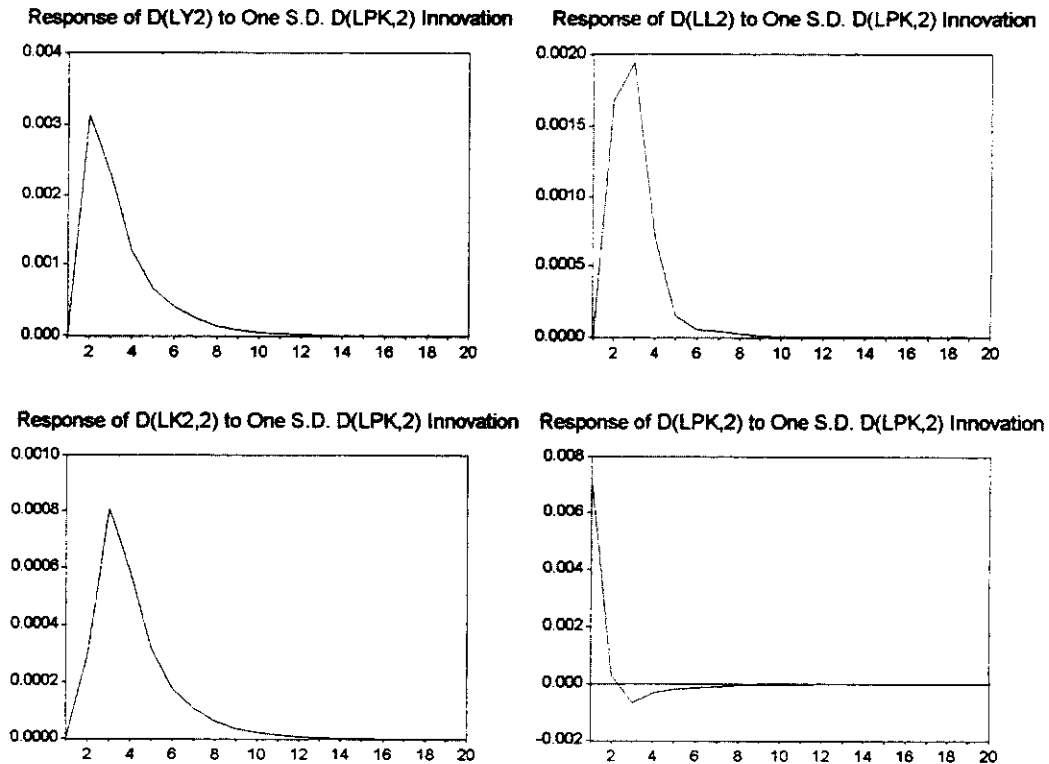 Response of D(LY2) to One S.D. D(LPK,2) Innovation
0.004
0.003
0.002
0.001
0.000
2 4 6 8 10 12 14 16 18 20
Response of D(LL2) to One S.D. D(LPK,2) Innovation
0.0020
0.0015
0.0010
0.0005
0.0000
2 4 6 8 10 12 14 16 18 20
Response of D(LK2,2) to One S.D. D(LPK,2) Innovation
0.0010
0.0008
0.0006
0.0004
0.0002
0.0000
2 4 6 8 10 12 14 16 18 20
Response of D(LPK,2) to One S.D. D(LPK,2) Innovation
0.008
0.006
0.004
0.002
0.000
-0.002
2 4 6 8 10 12 14 16 18 20